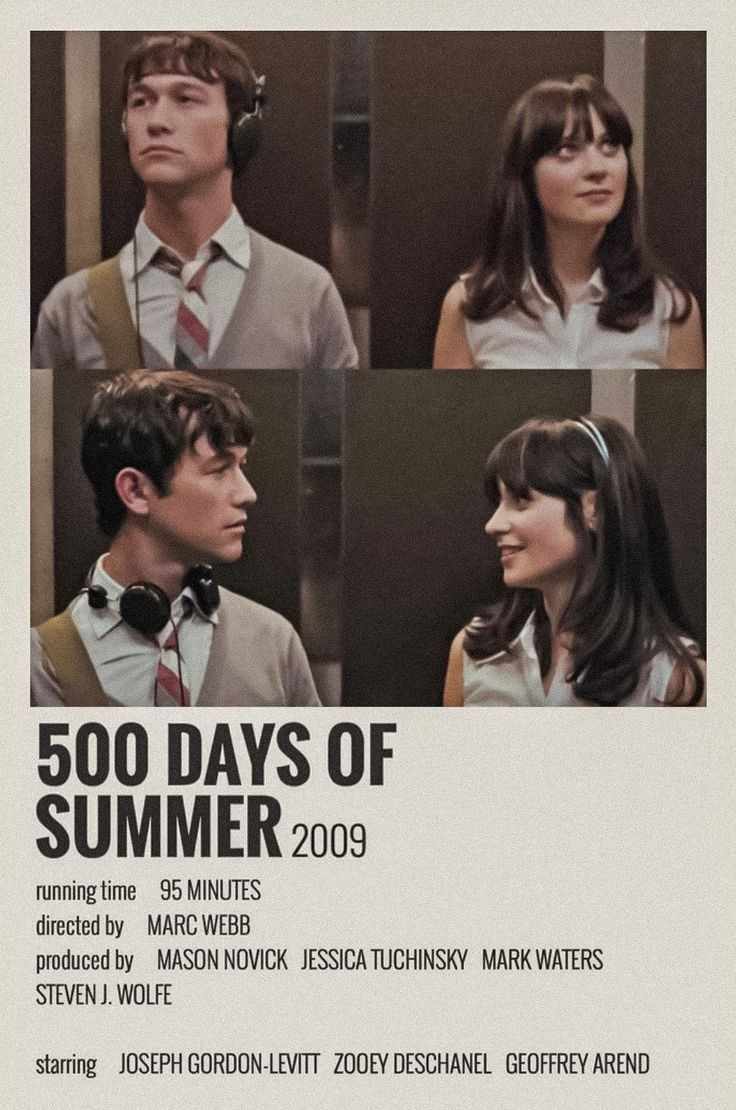 500 DAYS OF
SUMMER 2009
running time 95 MINUTES
directed by MARC WEBB
produced by MASON NOVICK JESSICA TUCHINSKY MARK WATERS
STEVEN J. WOLFE
starring JOSEPH GORDON-LEVITT ZOOEY DESCHANEL GEOFFREY AREND